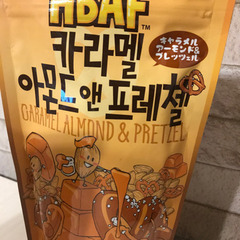 HBAF™
카라멜
아몬드 앤 프레첼
キャラメル
アーモンド&
プレッツェル
CARAMEL ALMOND & PRETZEL